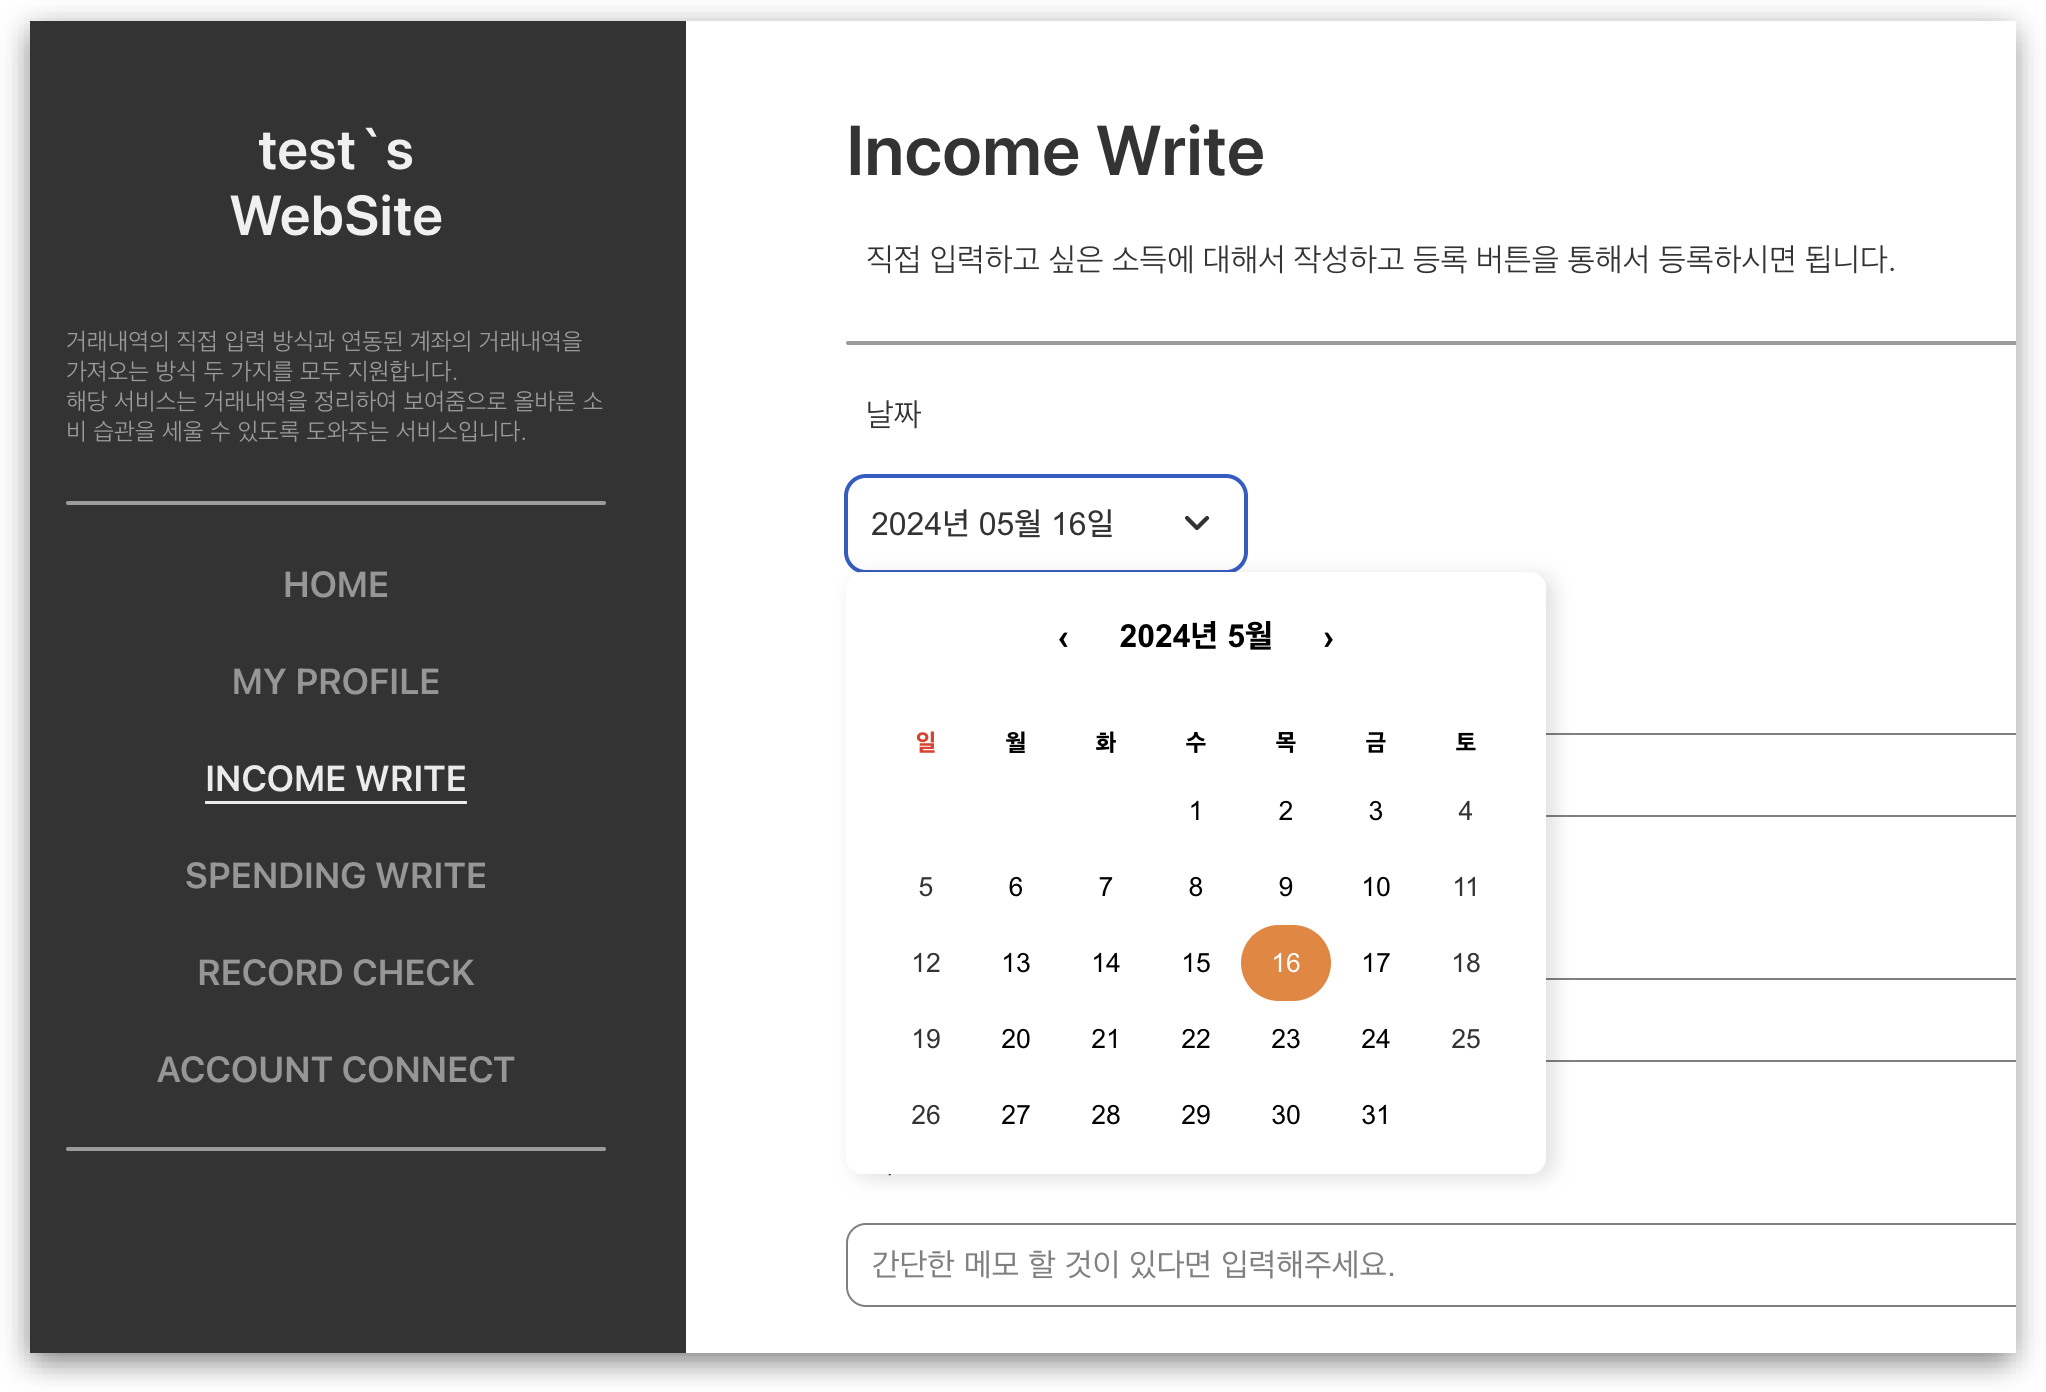 test`s
WebSite
거래내역의 직접 입력 방식과 연동된 계좌의 거래내역을
가져오는 방식 두 가지를 모두 지원합니다.
해당 서비스는 거래내역을 정리하여 보여줌으로 올바른 소
비 습관을 세울 수 있도록 도와주는 서비스입니다.
HOME
MY PROFILE
INCOME WRITE
SPENDING WRITE
RECORD CHECK
ACCOUNT CONNECT
Income Write
직접 입력하고 싶은 소득에 대해서 작성하고 등록 버튼을 통해서 등록하시면 됩니다.
날짜
2024년 05월 16일
‹ 2024년 5월 ›
일 월 화 수 목 금 토
1 2 3 4
5 6 7 8 9 10 11
12 13 14 15 16 17 18
19 20 21 22 23 24 25
26 27 28 29 30 31
간단한 메모 할 것이 있다면 입력해주세요.